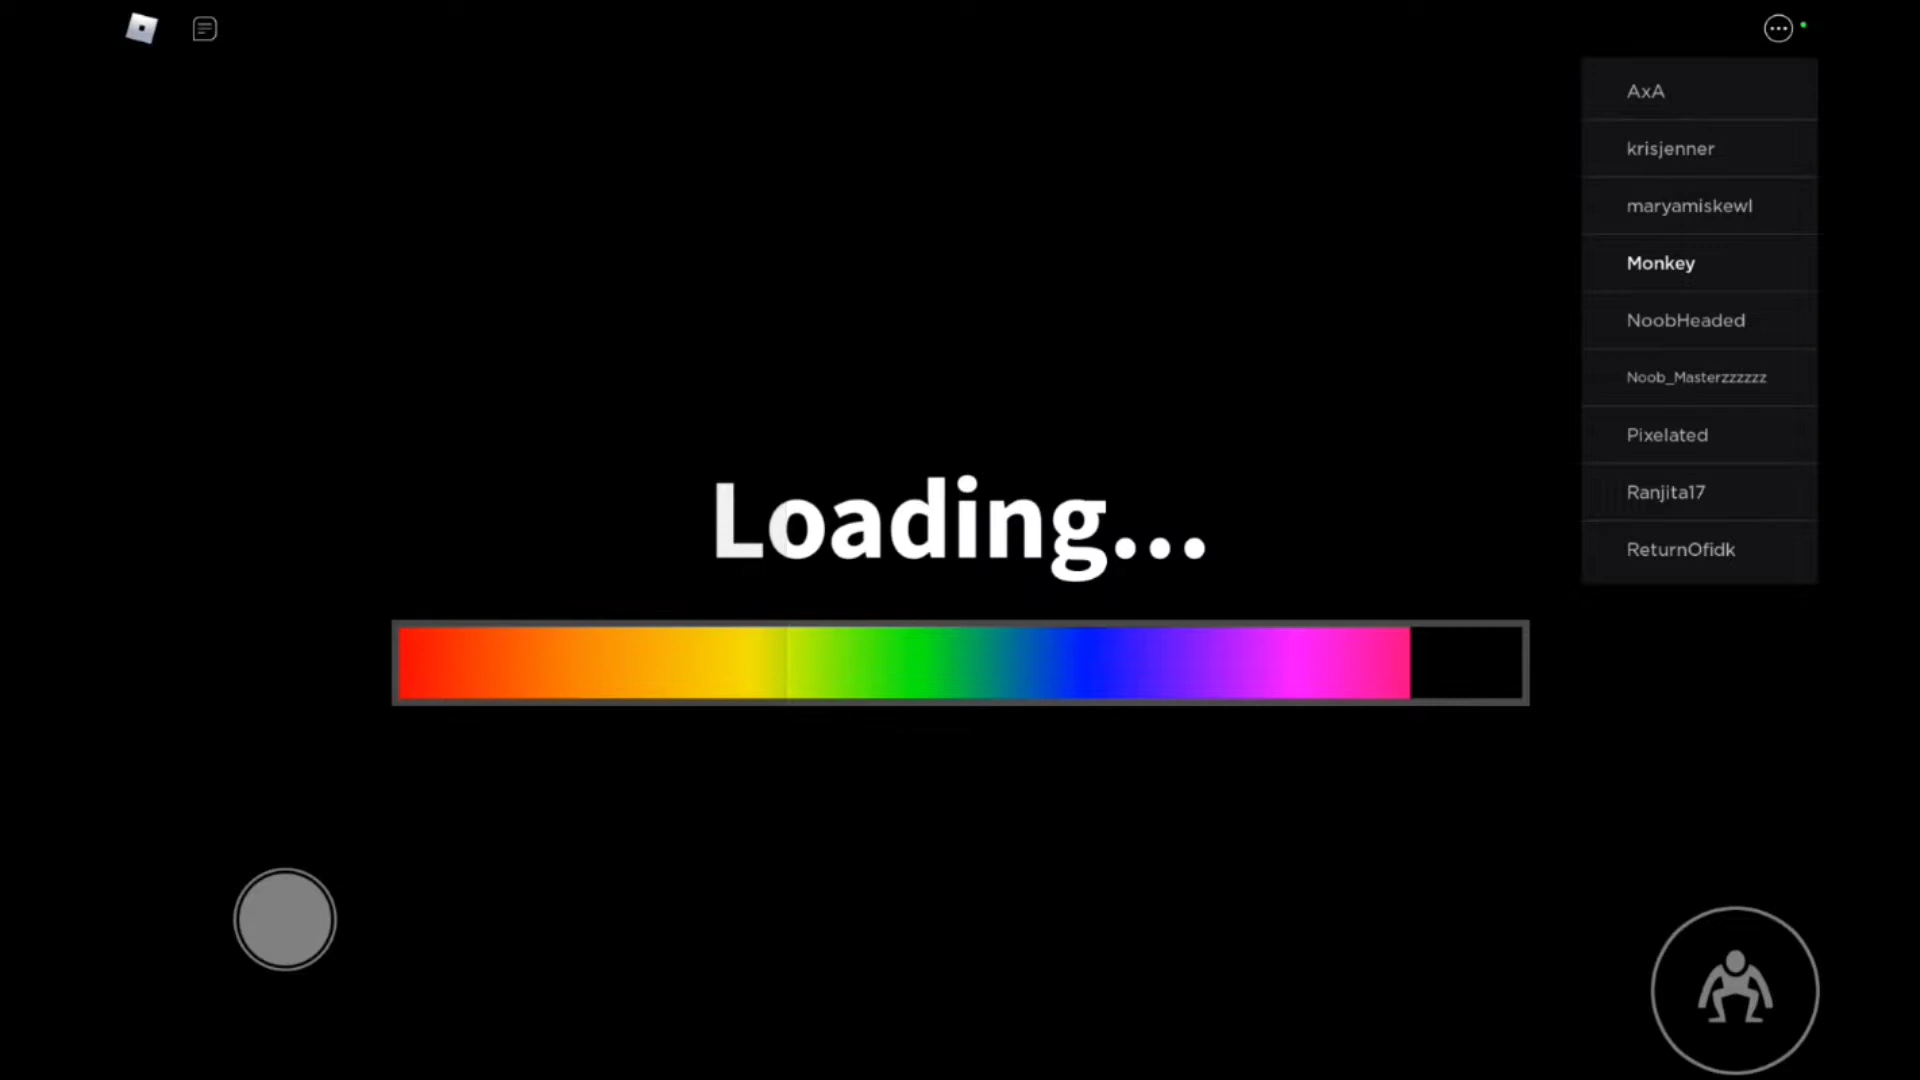 AxA
krisjenner
maryamiskewl
Monkey
NoobHeaded
Noob_Masterzzzzzz
Pixelated
Ranjita17
ReturnOfidk
Loading...